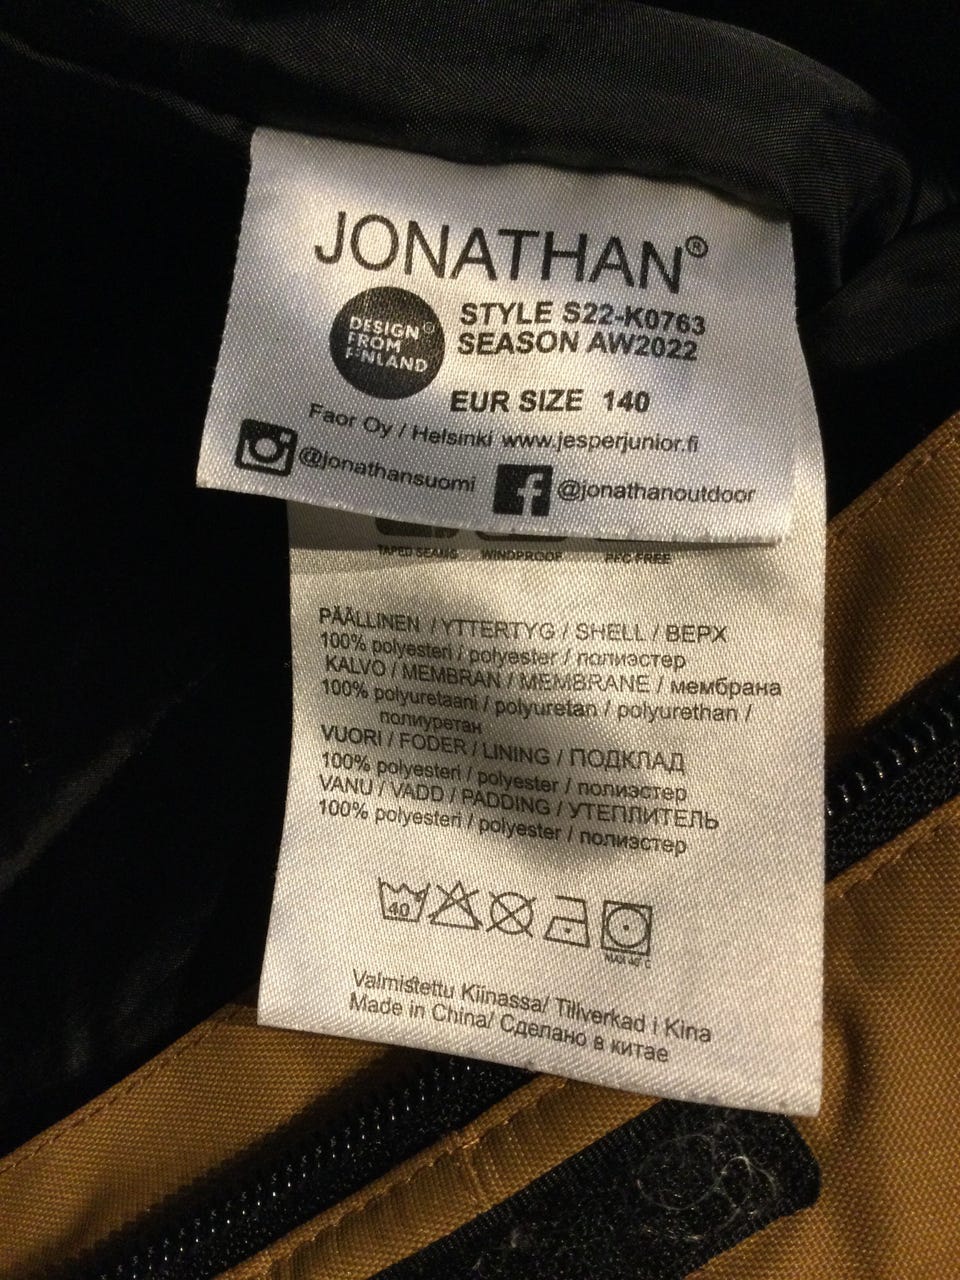 JONATHAN®
DESIGN®
FROM
FINLAND
STYLE S22-K0763
SEASON AW2022
EUR SIZE 140
Faor Oy / Helsinki www.jesperjunior.fi
@jonathansuomi
@jonathanoutdoor
TAPED SEAMS WINDPROOF PFC FREE
PÄÄLLINEN / YTTERTYG / SHELL / ВЕРХ
100% polyesteri / polyester / полиэстер
KALVO / MEMBRAN / MEMBRANE / мембрана
100% polyuretaani / polyuretan / polyurethan /
полиуретан
VUORI / FODER / LINING / ПОДКЛАД
100% polyesteri / polyester / полиэстер
VANU / VADD / PADDING / УТЕПЛИТЕЛЬ
100% polyesteri / polyester / полиэстер
40
MAX 40°C
Valmistettu Kiinassa/ Tillverkad i Kina
Made in China/ Сделано в китае